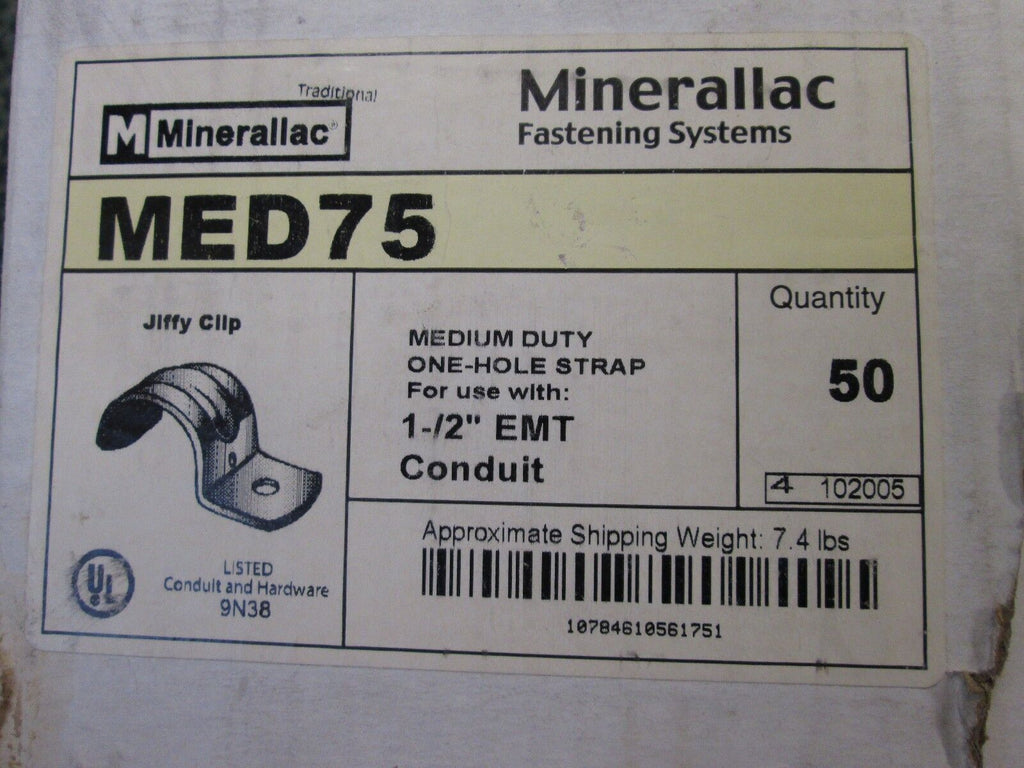 Traditional
M Minerallac®
Minerallac
Fastening Systems
MED75
Jiffy Clip
MEDIUM DUTY
ONE-HOLE STRAP
For use with:
1-/2" EMT
Conduit
Quantity
50
4 102005
Approximate Shipping Weight: 7.4 lbs
10784610561751
UL
LISTED
Conduit and Hardware
9N38